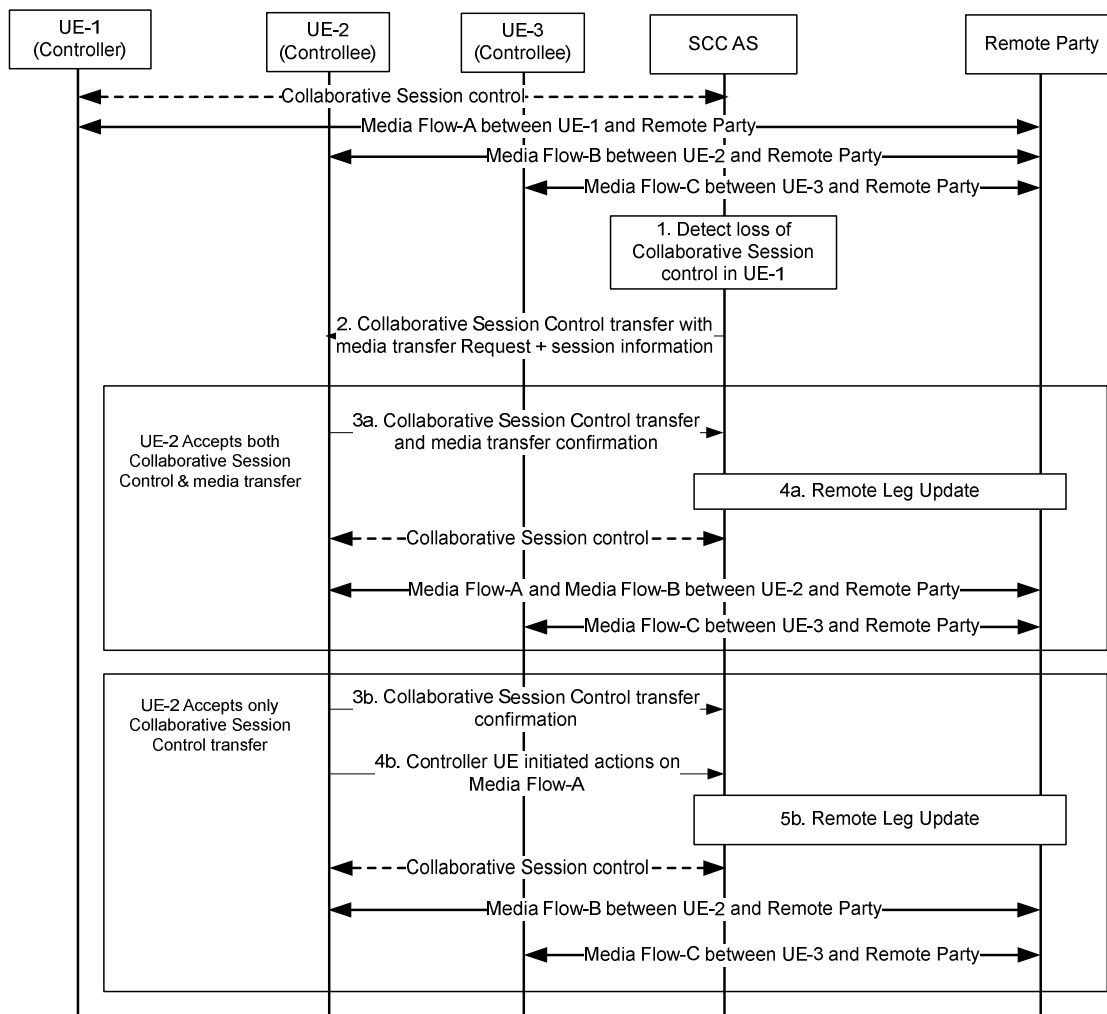 UE-1
(Controller)
UE-2
(Controllee)
UE-3
(Controllee)
SCC AS
Remote Party
Collaborative Session control
Media Flow-A between UE-1 and Remote Party
Media Flow-B between UE-2 and Remote Party
Media Flow-C between UE-3 and Remote Party
1. Detect loss of
Collaborative Session
control in UE-1
2. Collaborative Session Control transfer with
media transfer Request + session information
UE-2 Accepts both
Collaborative Session
Control & media transfer
3a. Collaborative Session Control transfer
and media transfer confirmation
4a. Remote Leg Update
Collaborative Session control
Media Flow-A and Media Flow-B between UE-2 and Remote Party
Media Flow-C between UE-3 and Remote Party
UE-2 Accepts only
Collaborative Session
Control transfer
3b. Collaborative Session Control transfer
confirmation
4b. Controller UE initiated actions on
Media Flow-A
5b. Remote Leg Update
Collaborative Session control
Media Flow-B between UE-2 and Remote Party
Media Flow-C between UE-3 and Remote Party